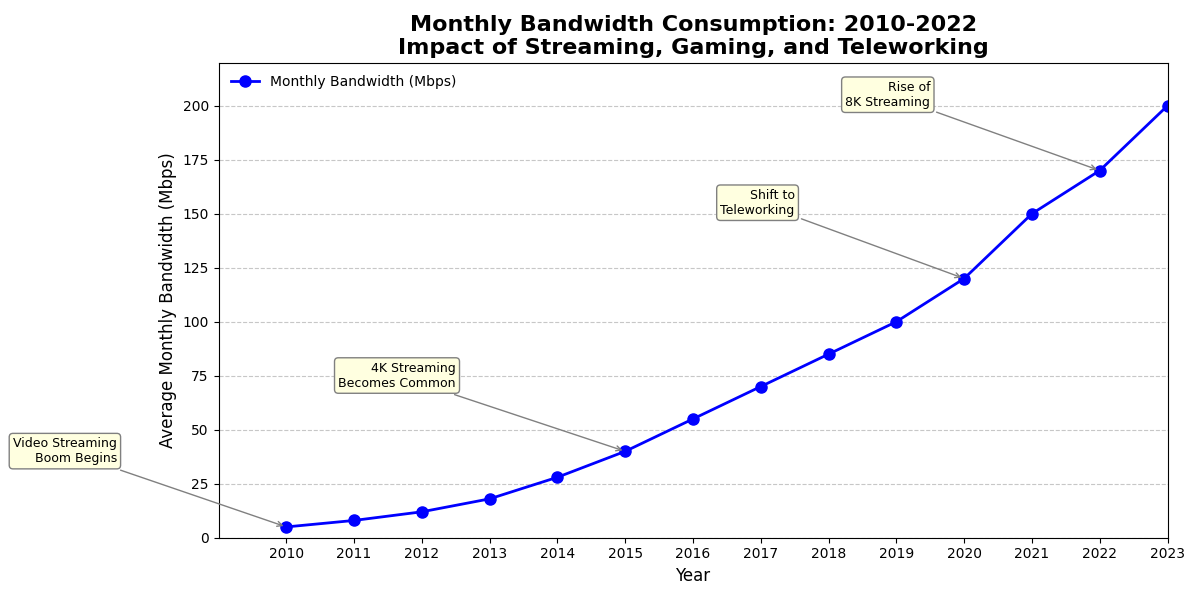 Monthly Bandwidth Consumption: 2010-2022
Impact of Streaming, Gaming, and Teleworking
Monthly Bandwidth (Mbps)
Rise of
8K Streaming
Shift to
Teleworking
4K Streaming
Becomes Common
Video Streaming
Boom Begins
Average Monthly Bandwidth (Mbps)
200
175
150
125
100
75
50
25
0
2010 2011 2012 2013 2014 2015 2016 2017 2018 2019 2020 2021 2022 2023
Year